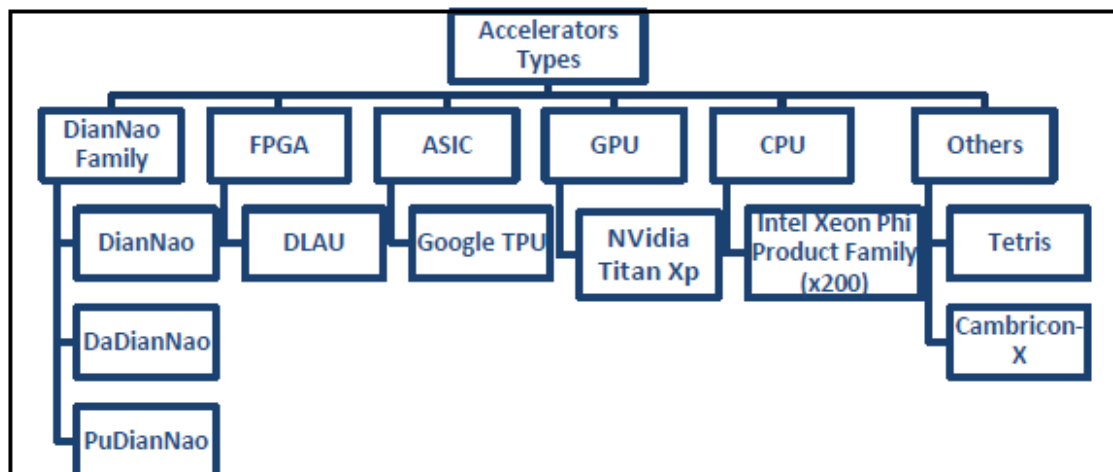 Accelerators
Types
DianNao
Family
FPGA
ASIC
GPU
CPU
Others
DianNao
DLAU
Google TPU
NVidia
Titan Xp
Intel Xeon Phi
Product Family
(x200)
Tetris
DaDianNao
Cambricon-
X
PuDianNao